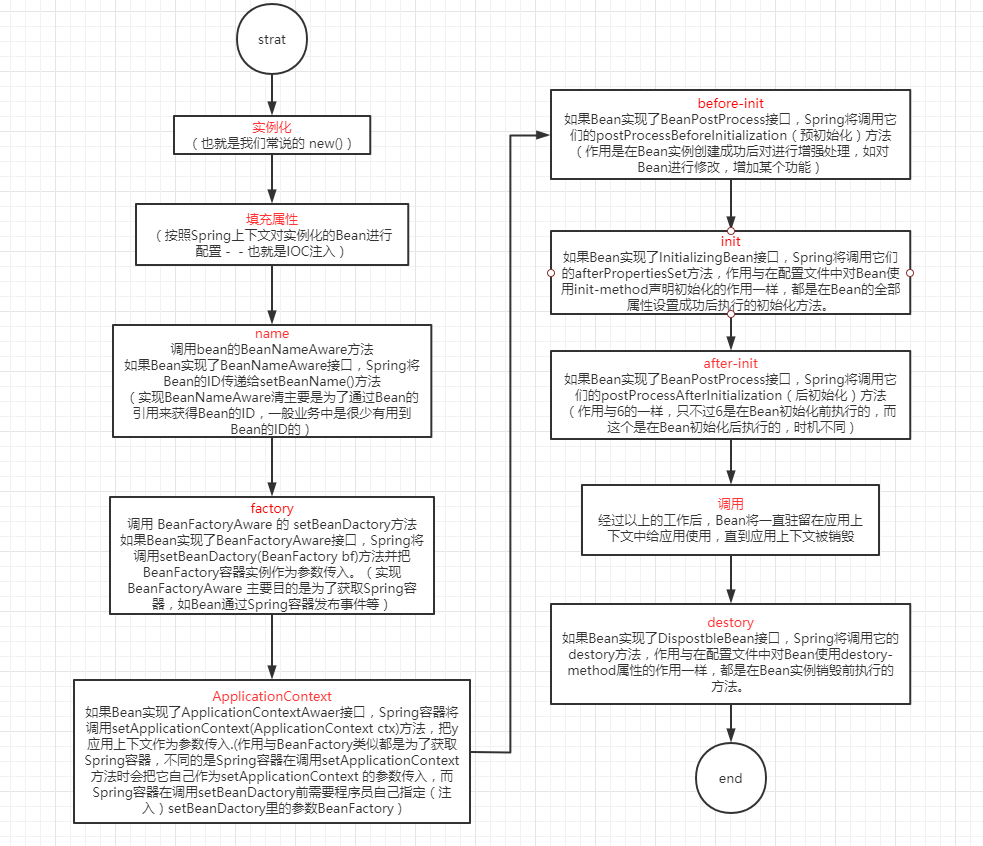 strat
实例化
（也就是我们常说的 new()）
填充属性
（按照Spring上下文对实例化的Bean进行
配置－－也就是IOC注入）
name
调用bean的BeanNameAware方法
如果Bean实现了BeanNameAware接口，Spring将
Bean的ID传递给setBeanName()方法
（实现BeanNameAware清主要是为了通过Bean的
引用来获得Bean的ID，一般业务中是很少有用到
Bean的ID的）
factory
调用 BeanFactoryAware 的 setBeanDactory方法
如果Bean实现了BeanFactoryAware接口，Spring将
调用setBeanDactory(BeanFactory bf)方法并把
BeanFactory容器实例作为参数传入。（实现
BeanFactoryAware 主要目的是为了获取Spring容
器，如Bean通过Spring容器发布事件等）
ApplicationContext
如果Bean实现了ApplicationContextAwaer接口，Spring容器将
调用setApplicationContext(ApplicationContext ctx)方法，把y
应用上下文作为参数传入.(作用与BeanFactory类似都是为了获取
Spring容器，不同的是Spring容器在调用setApplicationContext
方法时会把它自己作为setApplicationContext 的参数传入，而
Spring容器在调用setBeanDactory前需要程序员自己指定（注
入）setBeanDactory里的参数BeanFactory）
before-init
如果Bean实现了BeanPostProcess接口，Spring将调用它
们的postProcessBeforeInitialization（预初始化）方法
（作用是在Bean实例创建成功后对进行增强处理，如对
Bean进行修改，增加某个功能）
init
如果Bean实现了InitializingBean接口，Spring将调用它们
的afterPropertiesSet方法，作用与在配置文件中对Bean使
用init-method声明初始化的作用一样，都是在Bean的全部
属性设置成功后执行的初始化方法。
after-init
如果Bean实现了BeanPostProcess接口，Spring将调用它
们的postProcessAfterInitialization（后初始化）方法
（作用与6的一样，只不过6是在Bean初始化前执行的，而
这个是在Bean初始化后执行的，时机不同）
调用
经过以上的工作后，Bean将一直驻留在应用上
下文中给应用使用，直到应用上下文被销毁
destory
如果Bean实现了DispostbleBean接口，Spring将调用它的
destory方法，作用与在配置文件中对Bean使用destory-
method属性的作用一样，都是在Bean实例销毁前执行的
方法。
end